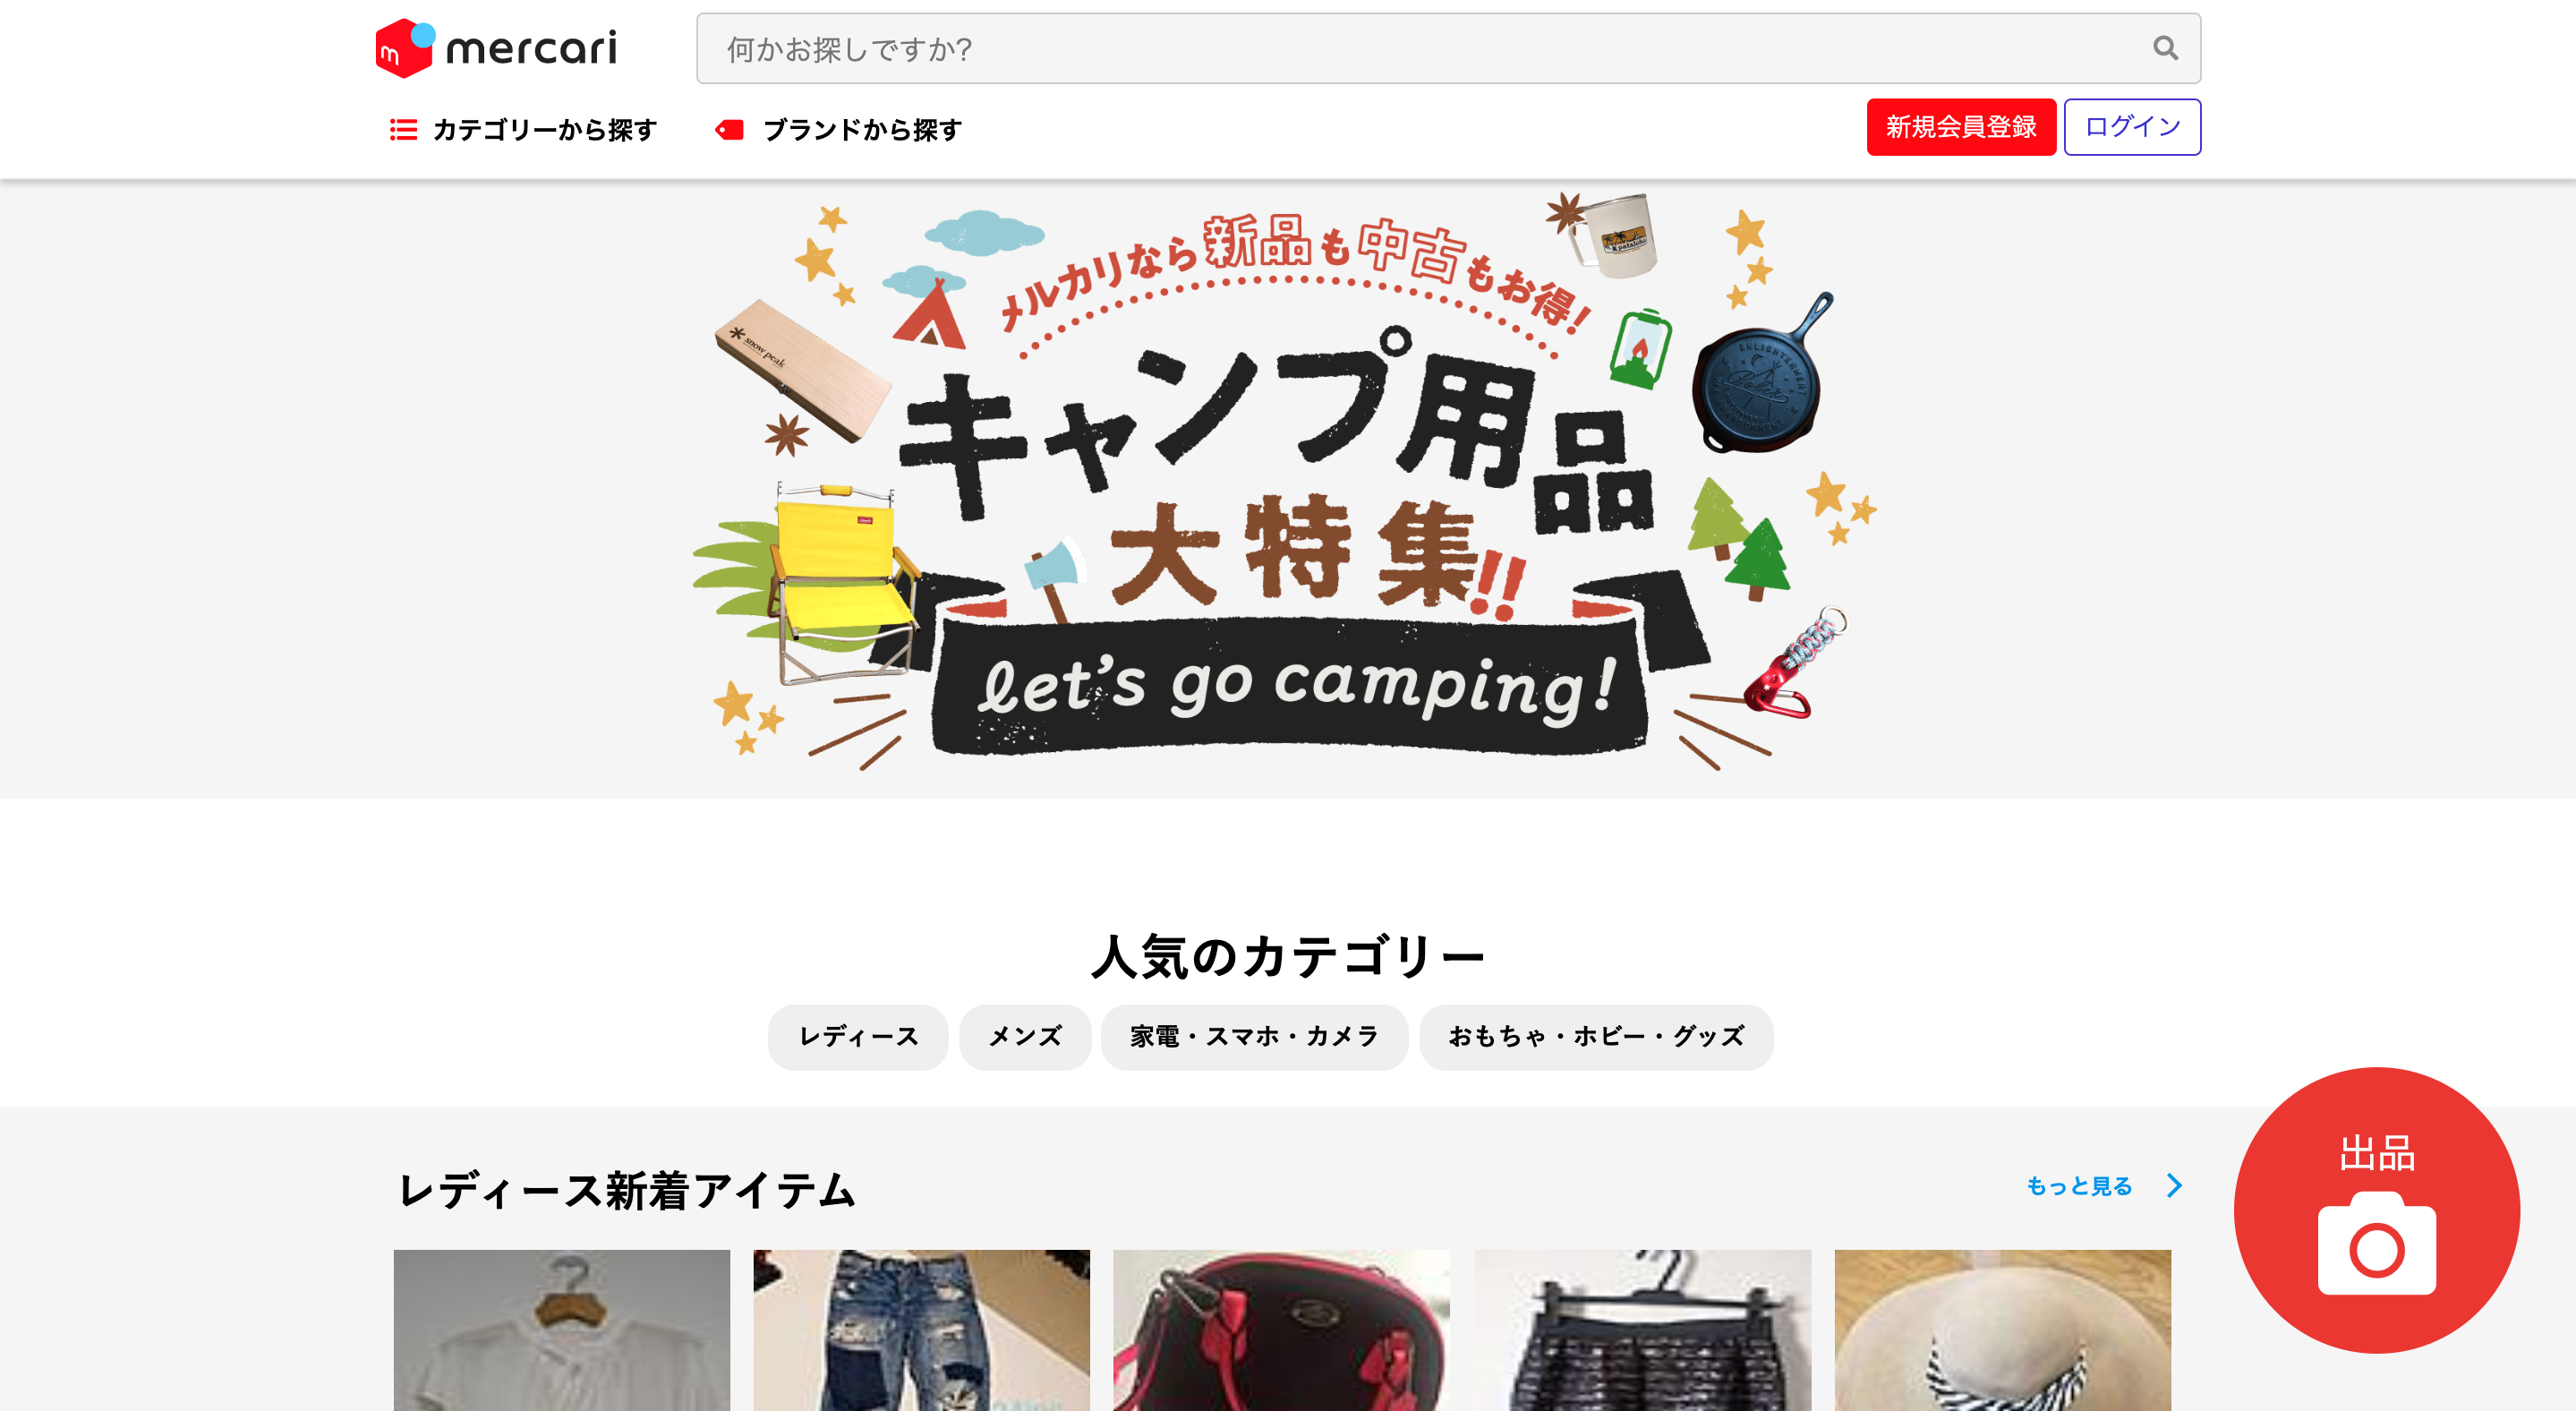 mercari
何かお探しですか?
カテゴリーから探す
ブランドから探す
新規会員登録
ログイン
メルカリなら新品も中古もお得!
キャンプ用品
大特集!!
let's go camping!
snow peak
人気のカテゴリー
レディース
メンズ
家電・スマホ・カメラ
おもちゃ・ホビー・グッズ
レディース新着アイテム
もっと見る
出品